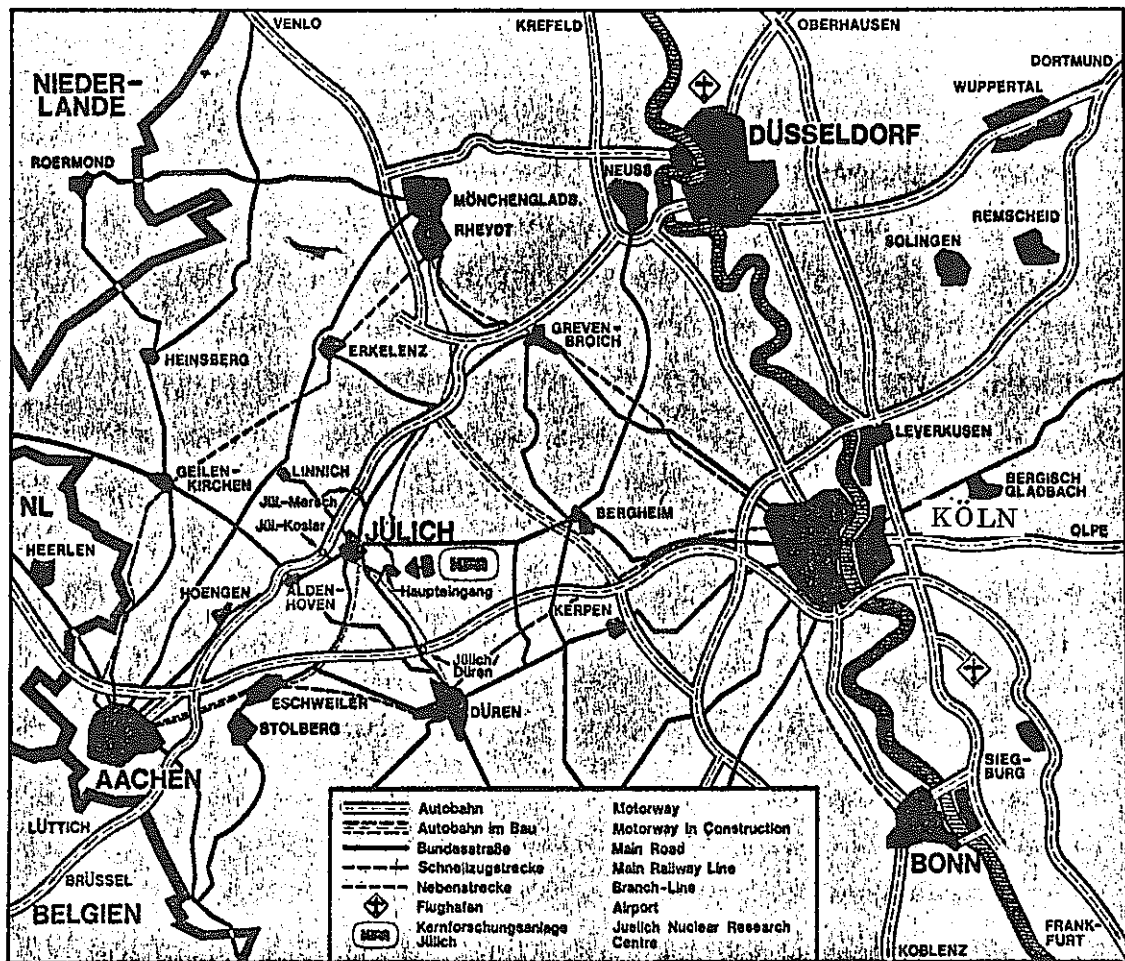 VENLO
KREFELD
OBERHAUSEN
DORTMUND
NIEDER-
LANDE
WUPPERTAL
DÜSSELDORF
ROERMOND
NEUSS
MÖNCHENGLADB.
RHEYDT
REMSCHEID
SOLINGEN
GREVEN-
BROICH
HEINSBERG
ERKELENZ
LEVERKUSEN
GEILEN-
KIRCHEN
LINNICH
BERGISCH
GLADBACH
Jül.-Mersch
NL
BERGHEIM
KÖLN
Jül-Koslar
JÜLICH
OLPE
HEERLEN
KFA
HOENGEN
ALDEN-
HOVEN
Haupteingang
KERPEN
Jülich/
Düren
ESCHWEILER
DÜREN
STOLBERG
AACHEN
SIEG-
BURG
LÜTTICH
BRÜSSEL
BONN
BELGIEN
FRANK-
FURT
KOBLENZ
Autobahn Motorway
Autobahn im Bau Motorway in Construction
Bundesstraße Main Road
Schnellzugstrecke Main Railway Line
Nebenstrecke Branch-Line
Flughafen Airport
KFA Kernforschungsanlage Juelich Nuclear Research
Jülich Centre